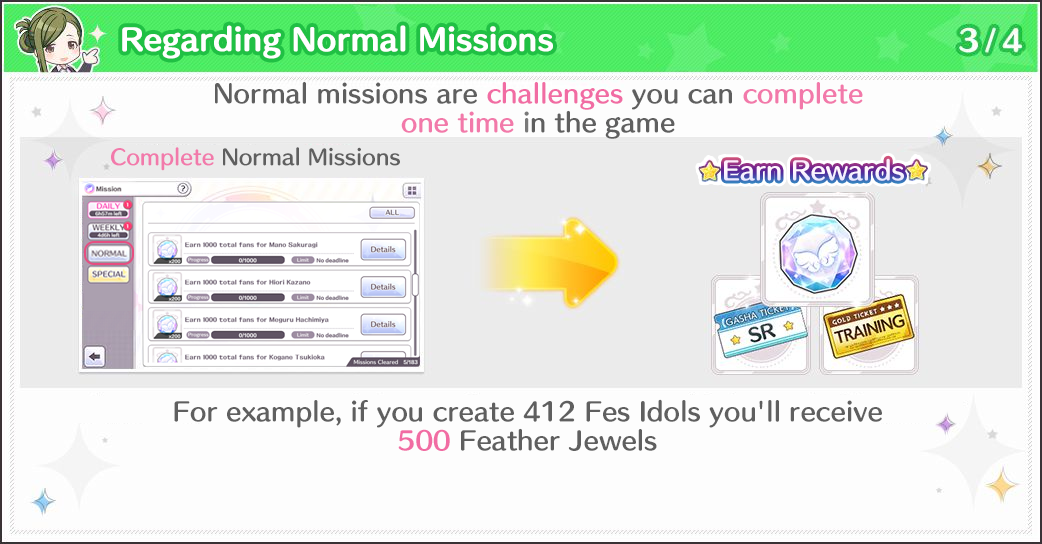 Regarding Normal Missions
3/4
Normal missions are challenges you can complete
one time in the game
Complete Normal Missions
Mission
?
DAILY
6h57m left
WEEKLY
4d6h left
NORMAL
SPECIAL
ALL
Earn 1000 total fans for Mano Sakuragi
x200
Progress
0/1000
Limit
No deadline
Details
Earn 1000 total fans for Hiori Kazano
x200
Progress
0/1000
Limit
No deadline
Details
Earn 1000 total fans for Moguru Hachimiya
x200
Progress
0/1000
Limit
No deadline
Details
Earn 1000 total fans for Kogane Tsukioka
Missions Cleared 5/183
Earn Rewards
GASHA TICKET
SR
GOLD TICKET
TRAINING
For example, if you create 412 Fes Idols you'll receive
500 Feather Jewels